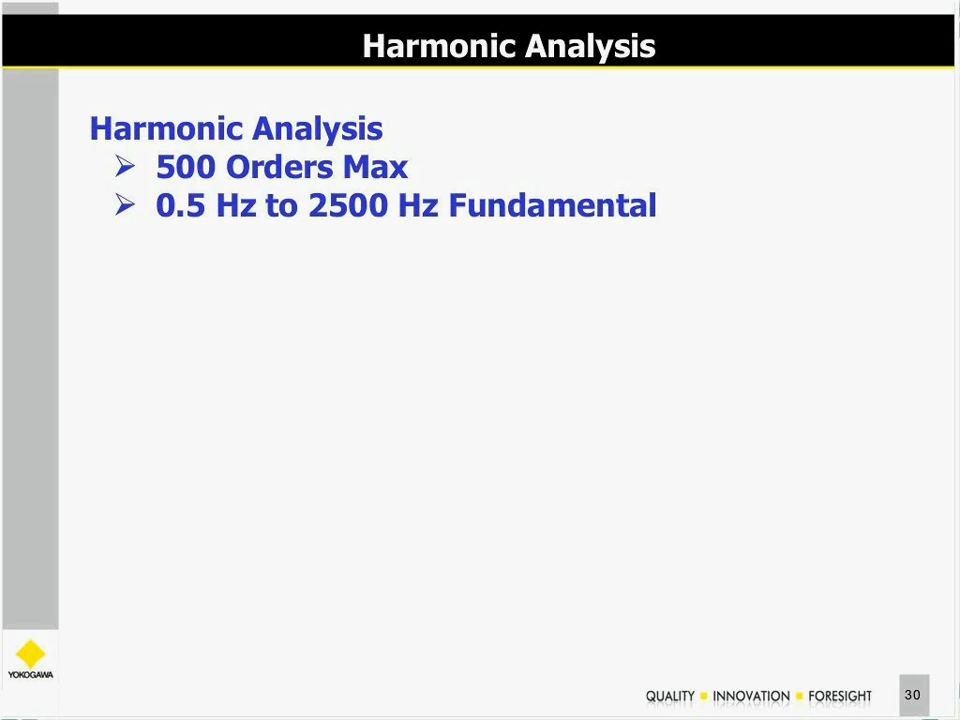 Harmonic Analysis
Harmonic Analysis
500 Orders Max
0.5 Hz to 2500 Hz Fundamental
YOKOGAWA
QUALITY ■ INNOVATION ■ FORESIGHT
30